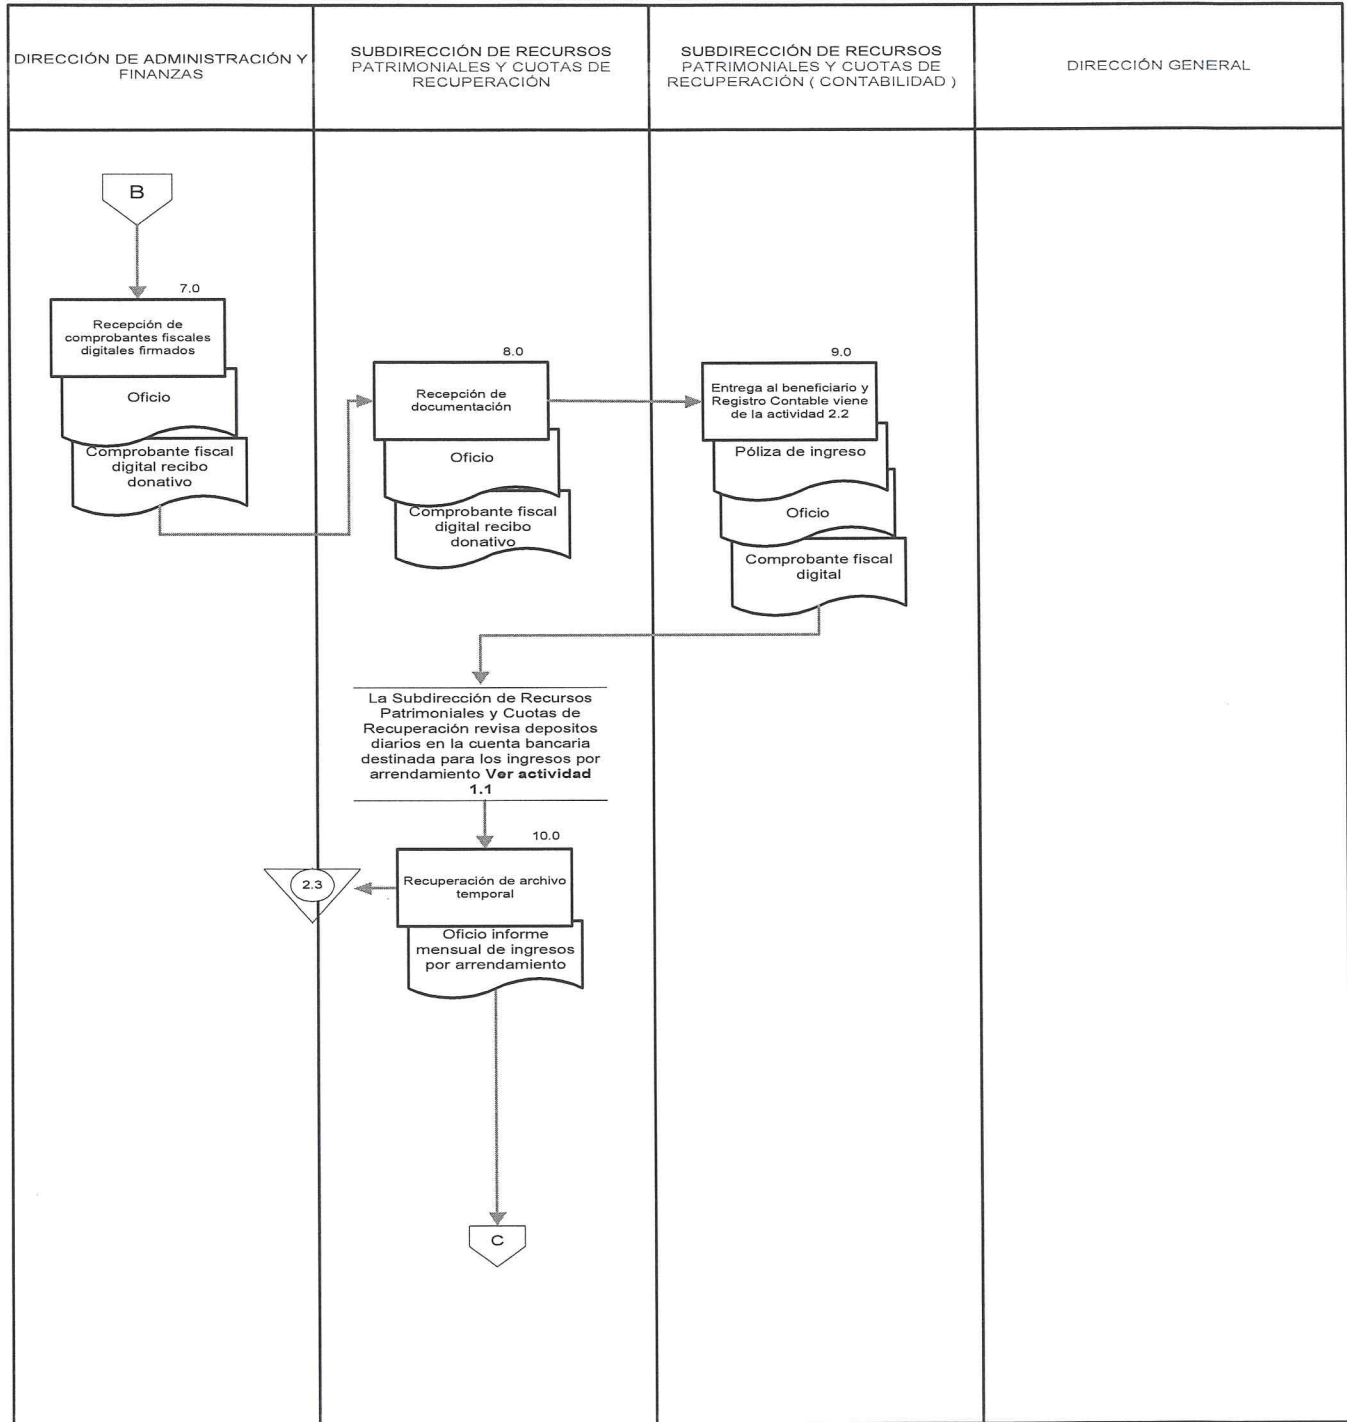 DIRECCIÓN DE ADMINISTRACIÓN Y
FINANZAS
SUBDIRECCIÓN DE RECURSOS
PATRIMONIALES Y CUOTAS DE
RECUPERACIÓN
SUBDIRECCIÓN DE RECURSOS
PATRIMONIALES Y CUOTAS DE
RECUPERACIÓN ( CONTABILIDAD )
DIRECCIÓN GENERAL
B
7.0
Recepción de
comprobantes fiscales
digitales firmados
Oficio
Comprobante fiscal
digital recibo
donativo
8.0
Recepción de
documentación
Oficio
Comprobante fiscal
digital recibo
donativo
9.0
Entrega al beneficiario y
Registro Contable viene
de la actividad 2.2
Póliza de ingreso
Oficio
Comprobante fiscal
digital
La Subdirección de Recursos
Patrimoniales y Cuotas de
Recuperación revisa depositos
diarios en la cuenta bancaria
destinada para los ingresos por
arrendamiento Ver actividad
1.1
10.0
Recuperación de archivo
temporal
2.3
Oficio informe
mensual de ingresos
por arrendamiento
C